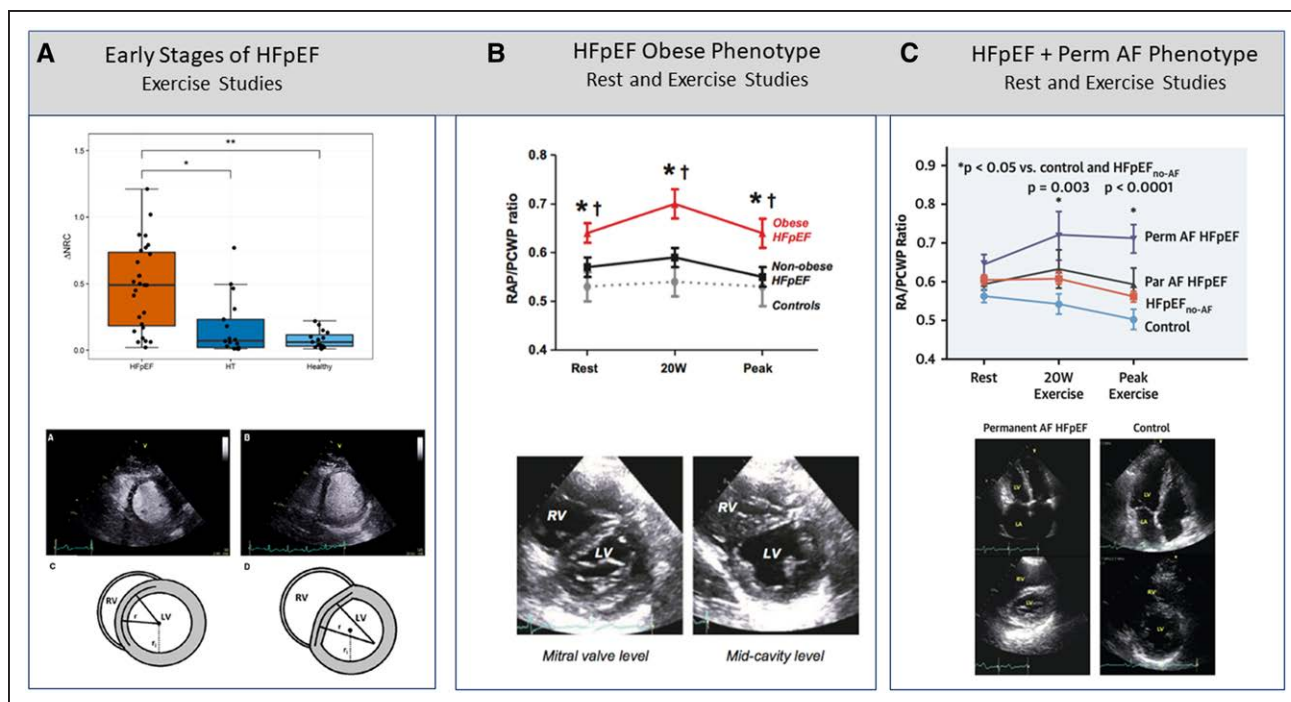 A
Early Stages of HFpEF
Exercise Studies
1.5
1.0
0.5
0.0
ΔNRC
**
*
HFpEF
HT
Healthy
A
V
B
V
C
RV
LV
r
rᵢ
D
RV
LV
r
rᵢ
B
HFpEF Obese Phenotype
Rest and Exercise Studies
0.8
0.7
0.6
0.5
0.4
RAP/PCWP ratio
*†
*†
*†
Obese
HFpEF
Non-obese
HFpEF
Controls
Rest
20W
Peak
RV
LV
RV
LV
Mitral valve level
Mid-cavity level
C
HFpEF + Perm AF Phenotype
Rest and Exercise Studies
0.9
0.8
0.7
0.6
0.5
0.4
RA/PCWP Ratio
*p < 0.05 vs. control and HFpEFno-AF
p = 0.003
p < 0.0001
*
*
Perm AF HFpEF
Par AF HFpEF
HFpEFno-AF
Control
Rest
20W
Exercise
Peak
Exercise
Permanent AF HFpEF
Control
LV
LA
LV
LA
RV
LV
RV
LV